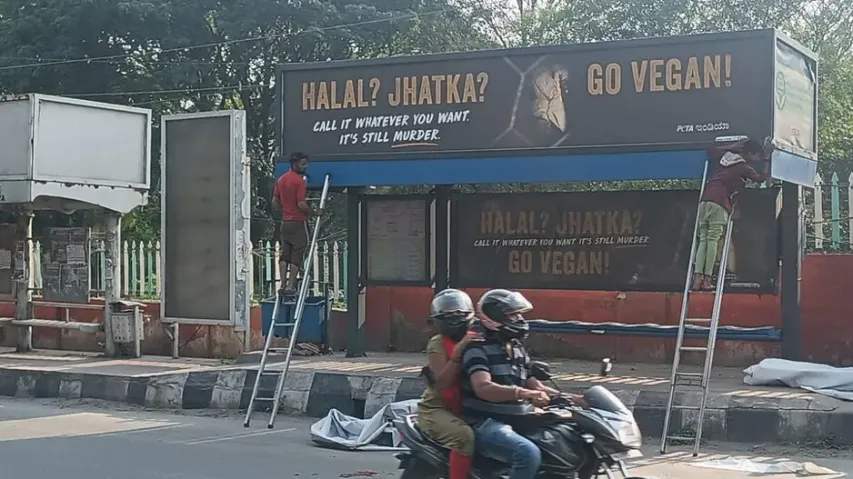 HALAL? JHATKA?
CALL IT WHATEVER YOU WANT.
IT'S STILL MURDER.
GO VEGAN!
PeTA ಇಂಡಿಯಾ
HALAL? JHATKA?
CALL IT WHATEVER YOU WANT IT'S STILL MURDER.
GO VEGAN!